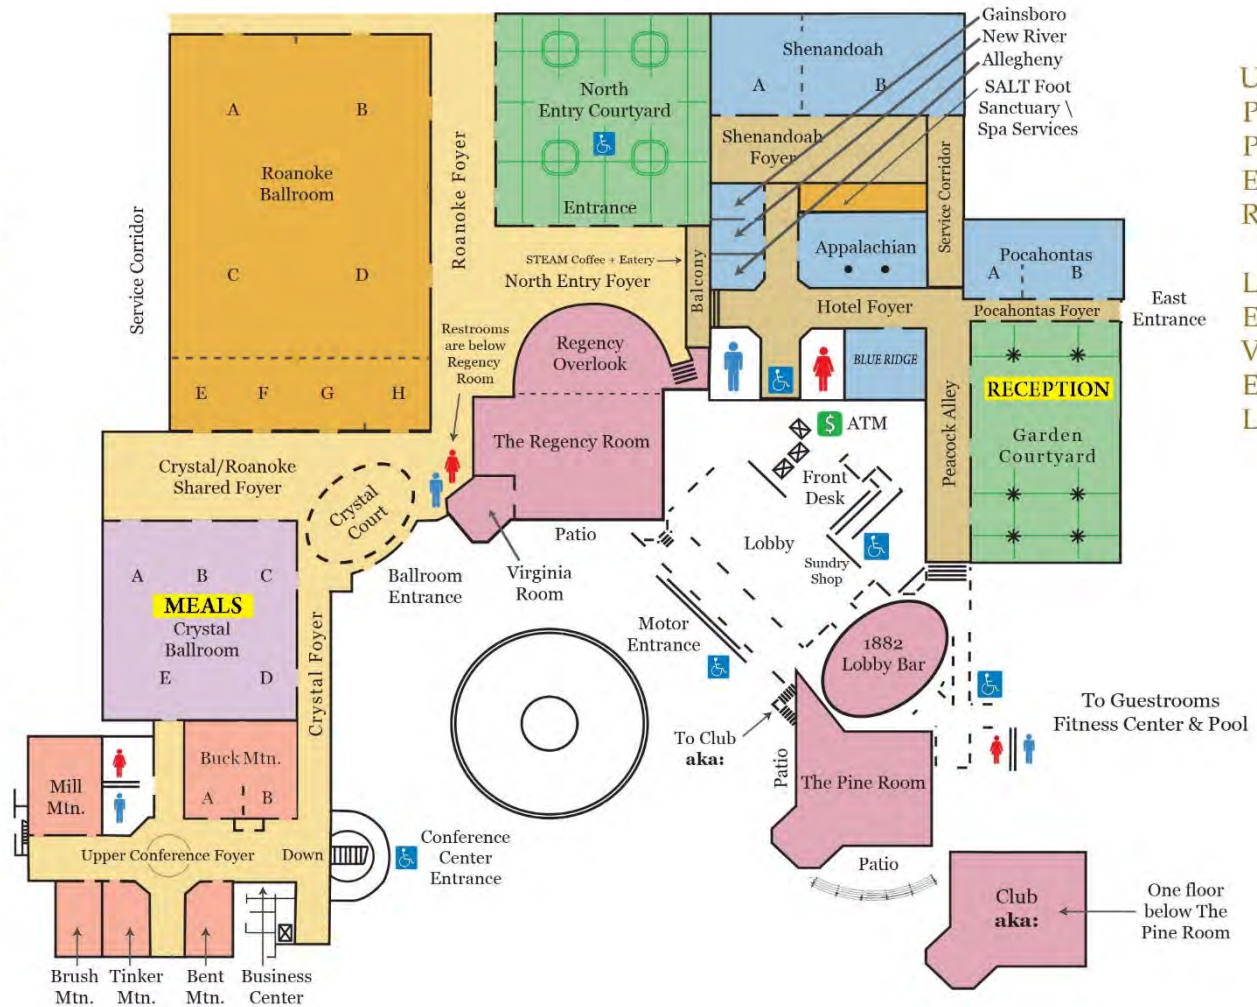 Gainsboro
New River
Allegheny
SALT Foot
Sanctuary \
Spa Services
UPPER
LEVEL
Shenandoah
A
B
North
Entry Courtyard
Entrance
A
B
Roanoke
Ballroom
C
D
E
F
G
H
Service Corridor
Roanoke Foyer
Shenandoah
Foyer
Service Corridor
Appalachian
Pocahontas
A
B
STEAM Coffee + Eatery
North Entry Foyer
Balcony
Hotel Foyer
Pocahontas Foyer
East
Entrance
Restrooms
are below
Regency
Room
Regency
Overlook
BLUE RIDGE
RECEPTION
Peacock Alley
The Regency Room
$
ATM
Garden
Courtyard
Crystal/Roanoke
Shared Foyer
Crystal
Court
Front
Desk
Patio
Lobby
Sundry
Shop
Virginia
Room
Ballroom
Entrance
A
B
C
MEALS
Crystal
Ballroom
E
D
Crystal Foyer
Motor
Entrance
1882
Lobby Bar
To Guestrooms
Fitness Center & Pool
To Club
aka:
Patio
The Pine Room
Buck Mtn.
A
B
Mill
Mtn.
Upper Conference Foyer
Down
Conference
Center
Entrance
Patio
Club
aka:
One floor
below The
Pine Room
Brush
Mtn.
Tinker
Mtn.
Bent
Mtn.
Business
Center